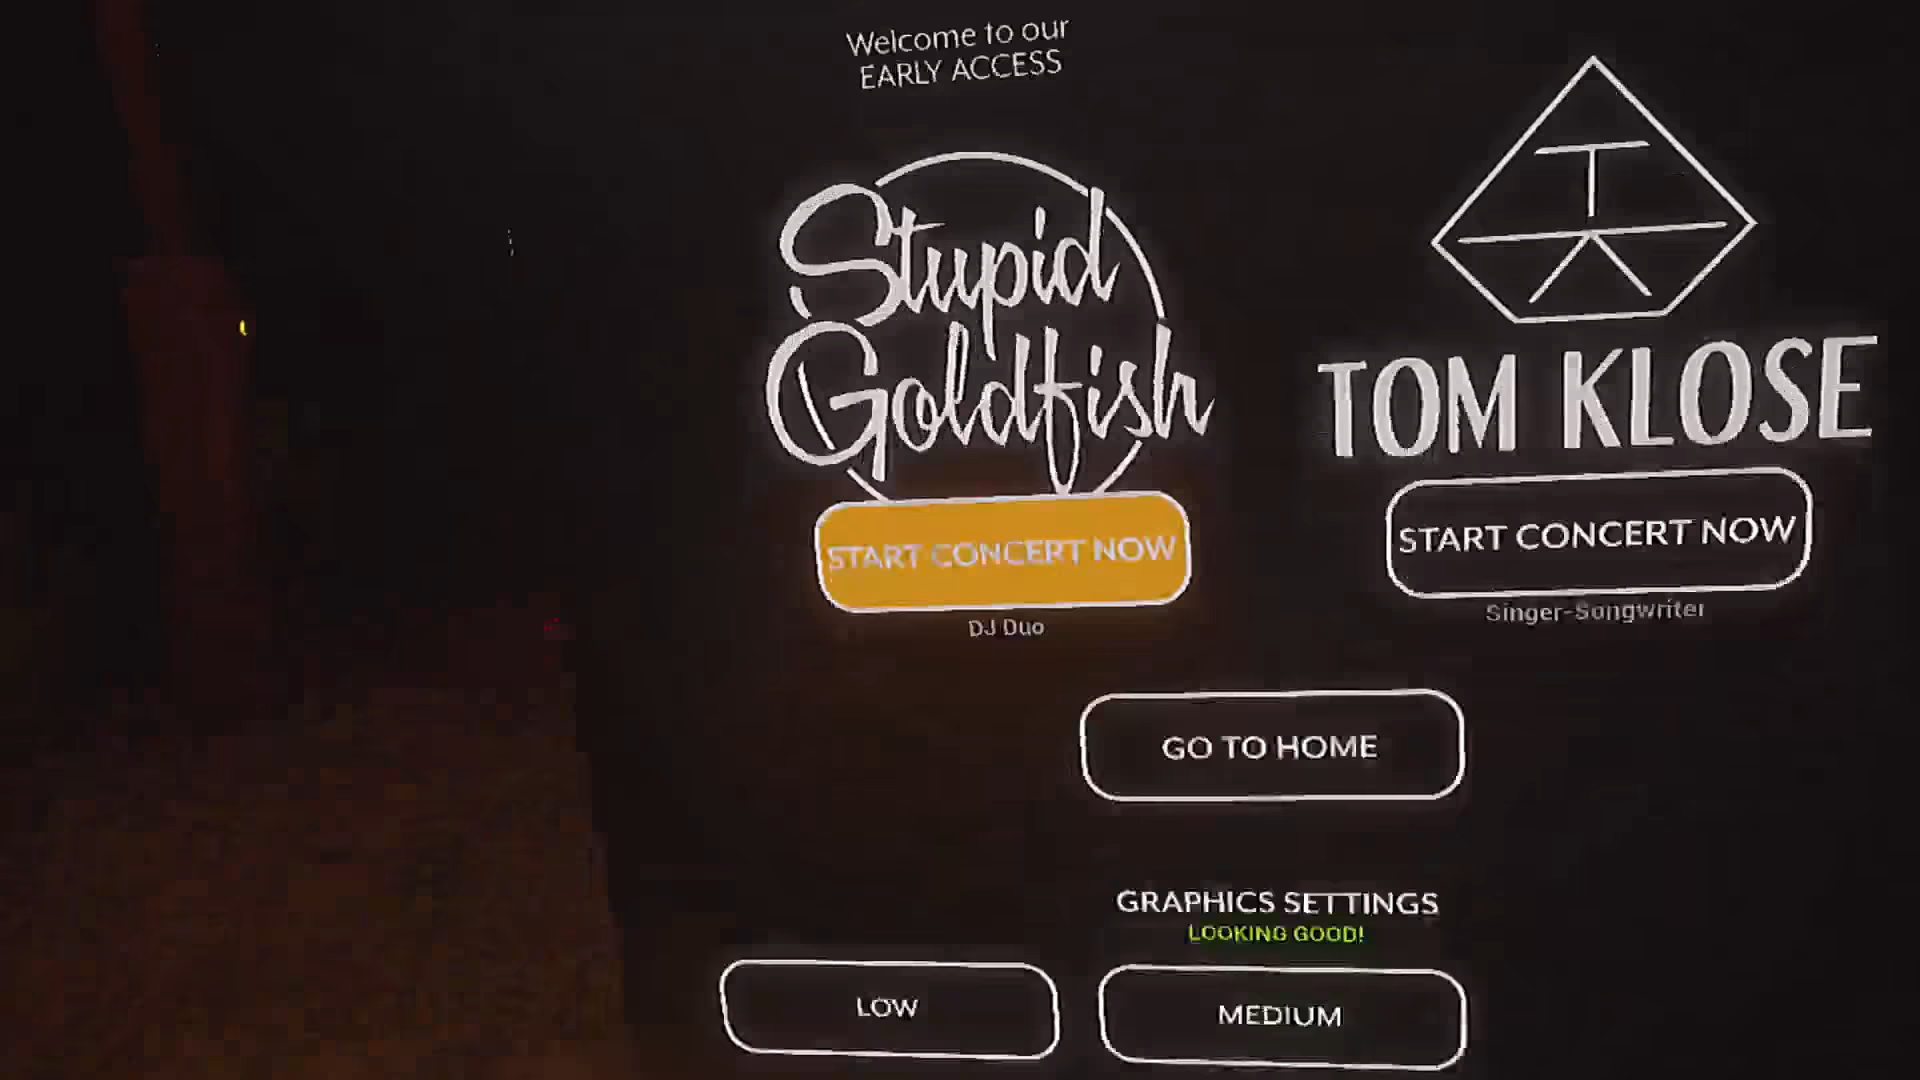 Welcome to our
EARLY ACCESS
Stupid
Goldfish
START CONCERT NOW
DJ Duo
TK
TOM KLOSE
START CONCERT NOW
Singer-Songwriter
GO TO HOME
GRAPHICS SETTINGS
LOOKING GOOD!
LOW
MEDIUM